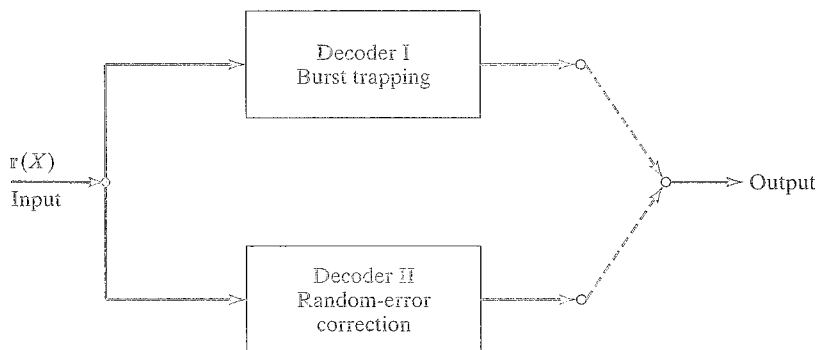 Decoder I
Burst trapping
r(X)
Input
Output
Decoder II
Random-error
correction